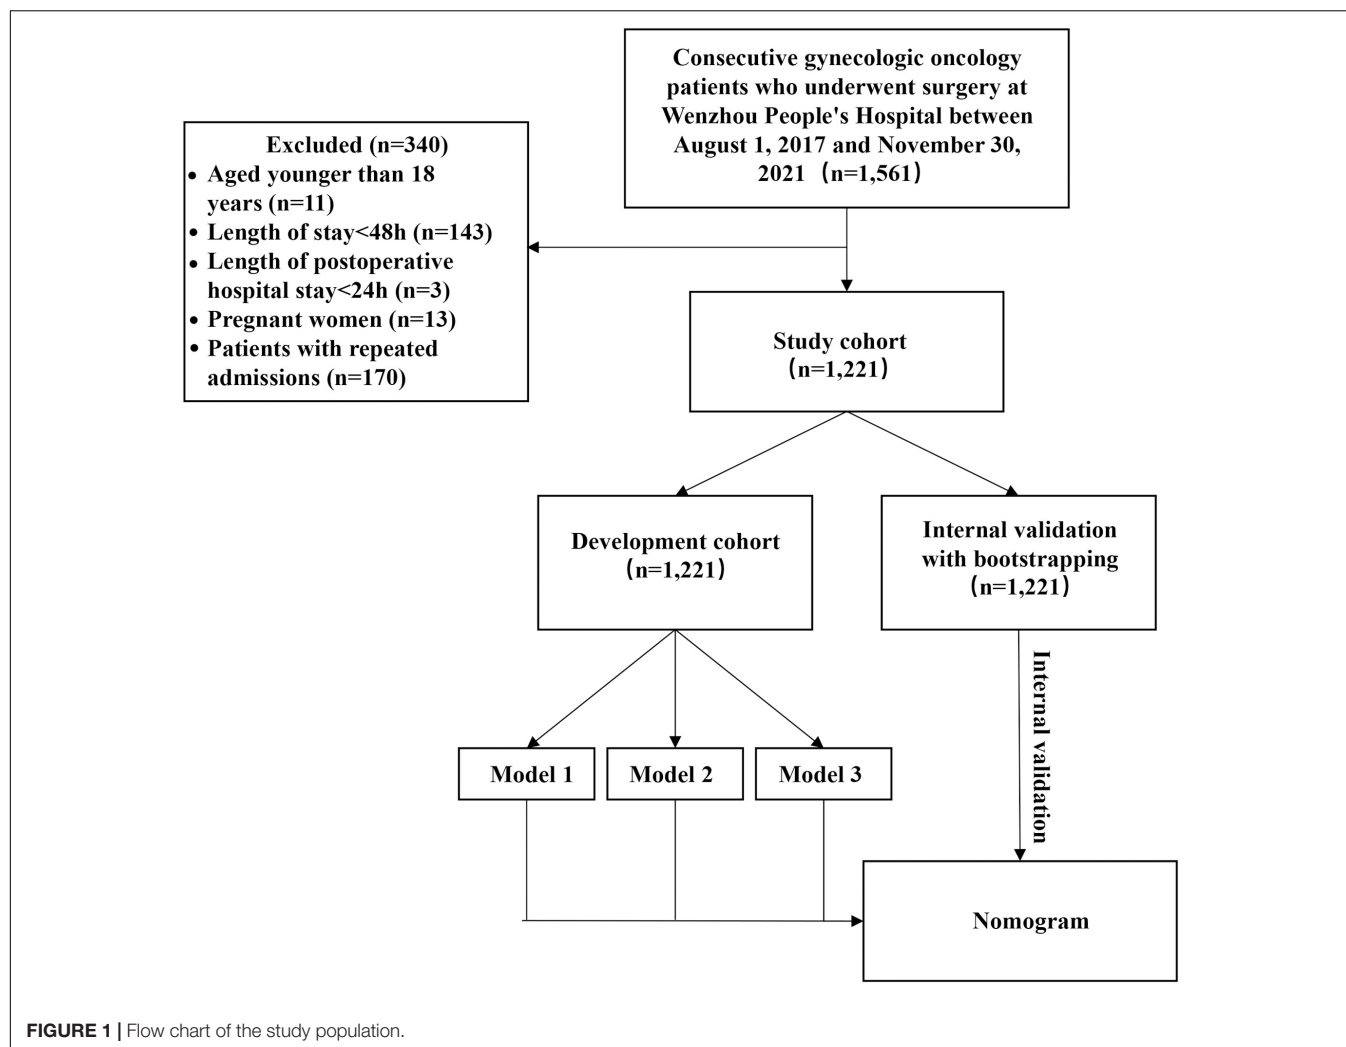 Consecutive gynecologic oncology
patients who underwent surgery at
Wenzhou People's Hospital between
August 1, 2017 and November 30,
2021 (n=1,561)
Excluded (n=340)
• Aged younger than 18
years (n=11)
• Length of stay<48h (n=143)
• Length of postoperative
hospital stay<24h (n=3)
• Pregnant women (n=13)
• Patients with repeated
admissions (n=170)
Study cohort
(n=1,221)
Development cohort
(n=1,221)
Internal validation
with bootstrapping
(n=1,221)
Internal validation
Model 1
Model 2
Model 3
Nomogram
FIGURE 1 | Flow chart of the study population.